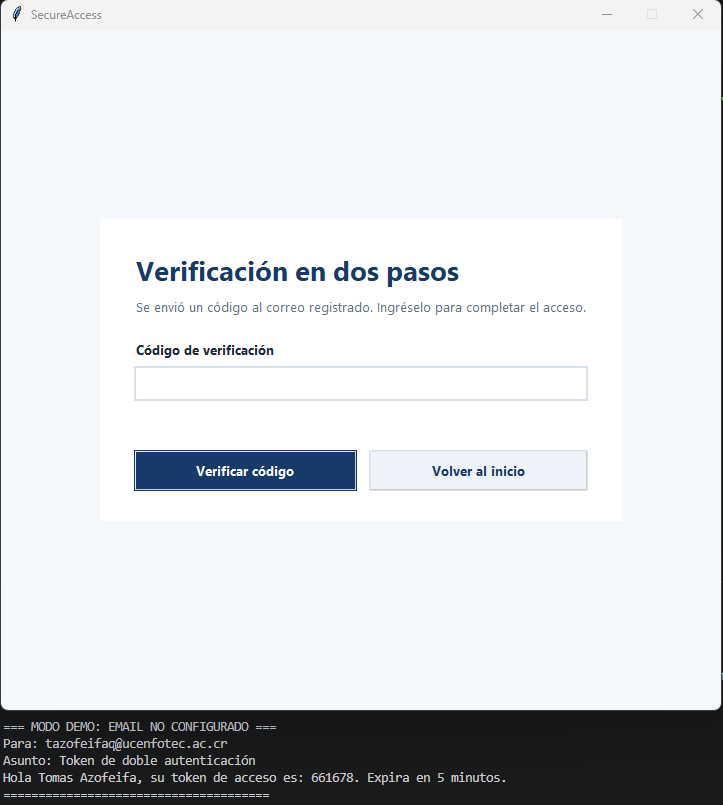 SecureAccess
Verificación en dos pasos
Se envió un código al correo registrado. Ingréselo para completar el acceso.
Código de verificación
Verificar código
Volver al inicio
=== MODO DEMO: EMAIL NO CONFIGURADO ===
Para: tazofeifaq@ucenfotec.ac.cr
Asunto: Token de doble autenticación
Hola Tomas Azofeifa, su token de acceso es: 661678. Expira en 5 minutos.
======================================